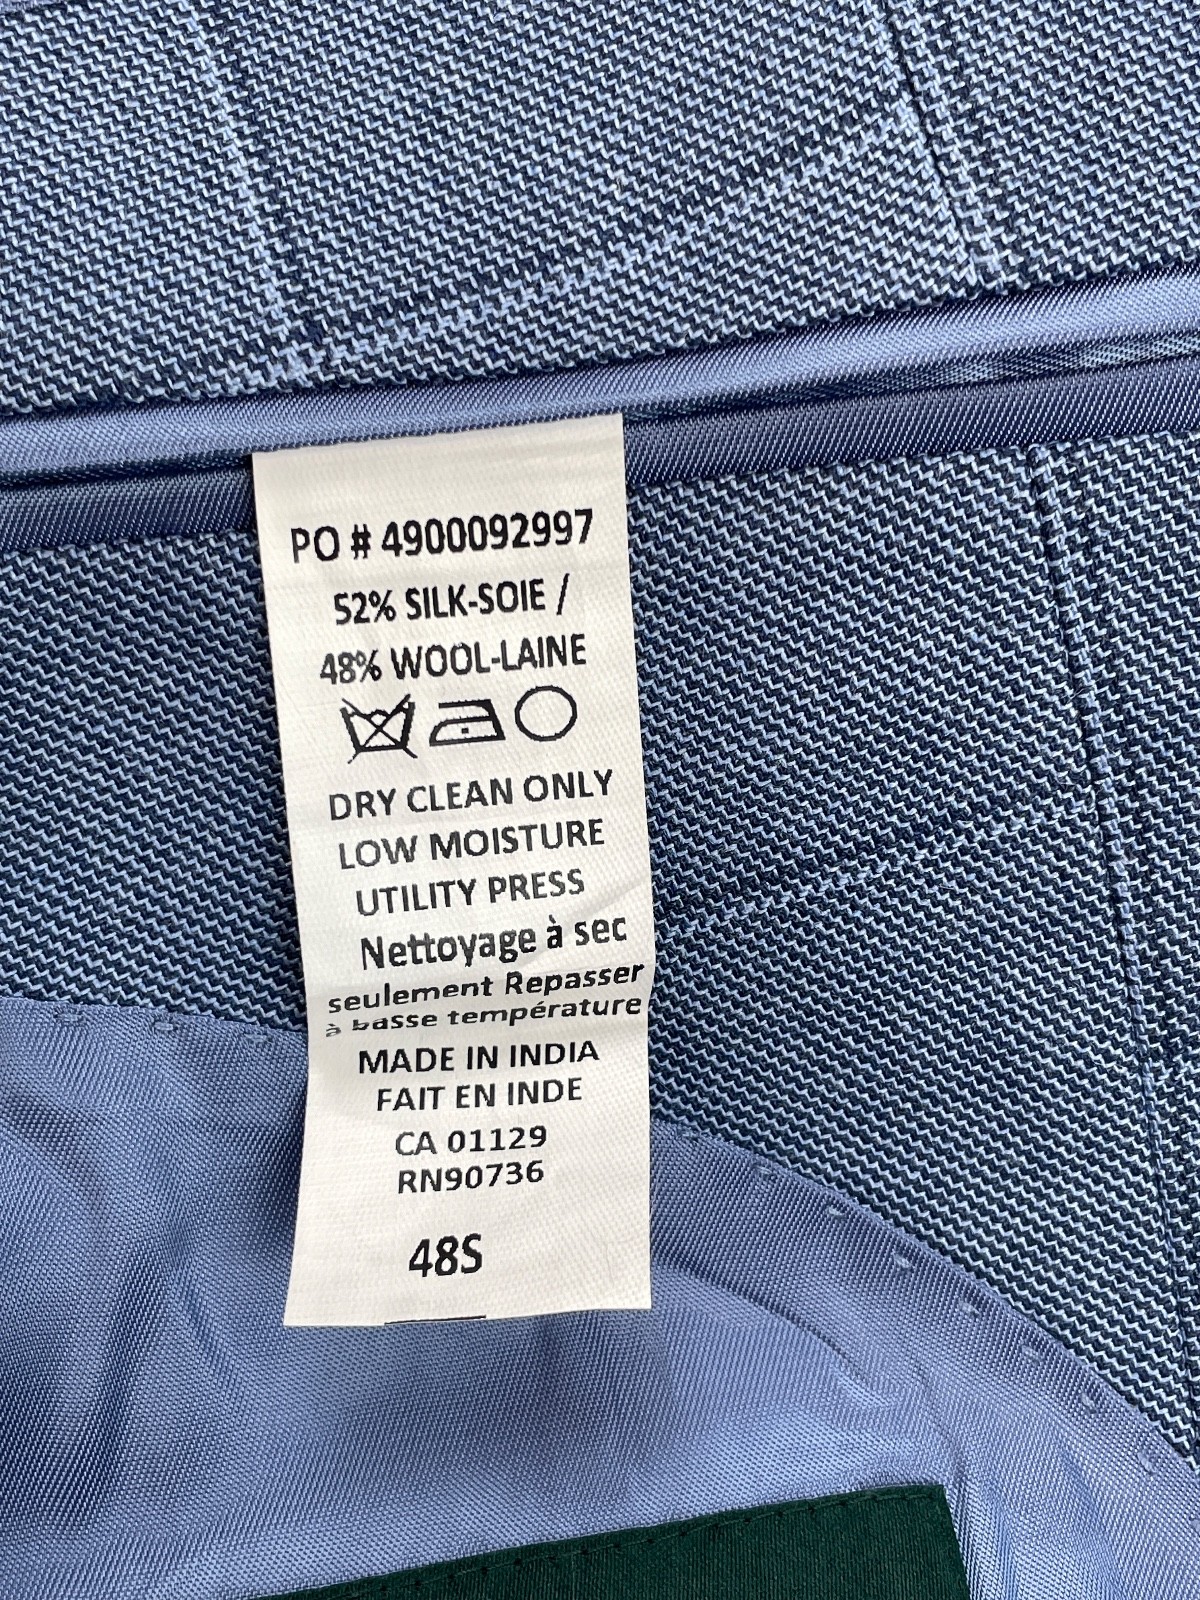 PO # 4900092997
52% SILK-SOIE /
48% WOOL-LAINE
DRY CLEAN ONLY
LOW MOISTURE
UTILITY PRESS
Nettoyage à sec
seulement Repasser
à basse température
MADE IN INDIA
FAIT EN INDE
CA 01129
RN90736
48S